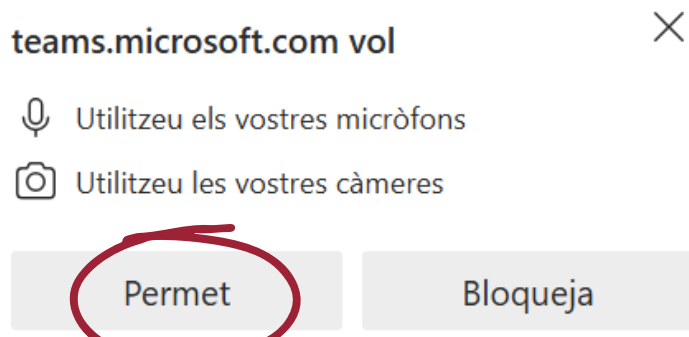 teams.microsoft.com vol
Utilitzeu els vostres micròfons
Utilitzeu les vostres càmeres
Permet
Bloqueja